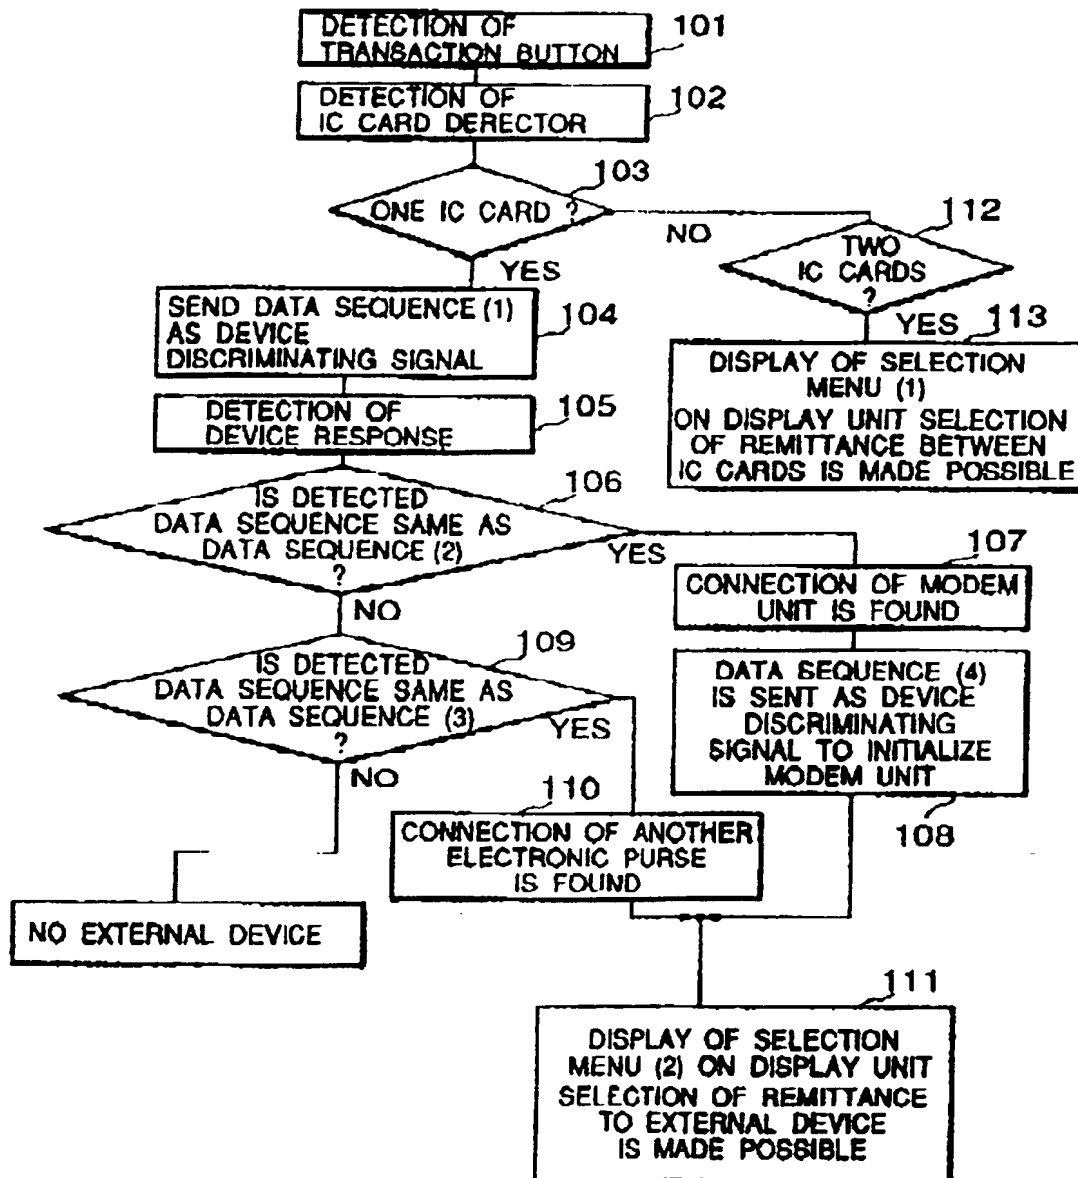 DETECTION OF
TRANSACTION BUTTON
101
DETECTION OF
IC CARD DERECTOR
102
103
ONE IC CARD ?
NO
YES
112
TWO
IC CARDS
?
YES
113
SEND DATA SEQUENCE (1)
AS DEVICE
DISCRIMINATING SIGNAL
104
DISPLAY OF SELECTION
MENU (1)
ON DISPLAY UNIT SELECTION
OF REMITTANCE BETWEEN
IC CARDS IS MADE POSSIBLE
DETECTION OF
DEVICE RESPONSE
105
106
IS DETECTED
DATA SEQUENCE SAME AS
DATA SEQUENCE (2)
?
YES
NO
107
CONNECTION OF MODEM
UNIT IS FOUND
109
IS DETECTED
DATA SEQUENCE SAME AS
DATA SEQUENCE (3)
?
YES
NO
DATA SEQUENCE (4)
IS SENT AS DEVICE
DISCRIMINATING
SIGNAL TO INITIALIZE
MODEM UNIT
108
110
CONNECTION OF ANOTHER
ELECTRONIC PURSE
IS FOUND
NO EXTERNAL DEVICE
111
DISPLAY OF SELECTION
MENU (2) ON DISPLAY UNIT
SELECTION OF REMITTANCE
TO EXTERNAL DEVICE
IS MADE POSSIBLE